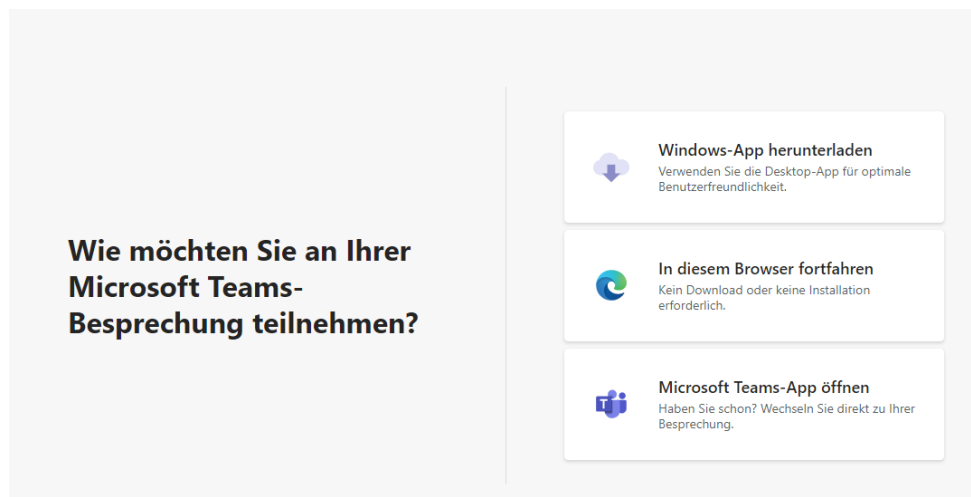 Wie möchten Sie an Ihrer
Microsoft Teams-
Besprechung teilnehmen?
Windows-App herunterladen
Verwenden Sie die Desktop-App für optimale
Benutzerfreundlichkeit.
In diesem Browser fortfahren
Kein Download oder keine Installation
erforderlich.
Microsoft Teams-App öffnen
Haben Sie schon? Wechseln Sie direkt zu Ihrer
Besprechung.